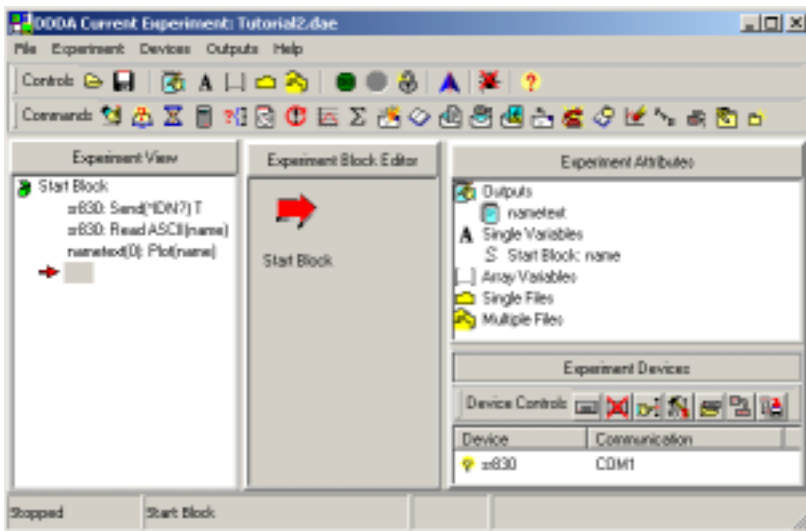 DDDA Current Experiment: Tutorial2.dae
File Experiment Devices Outputs Help
Controls
Commands
Experiment View
Start Block
sr830: Send(*IDN?) T
sr830: Read ASCII(name)
nametext(0): Plot(name)
Experiment Block Editor
Start Block
Experiment Attributes
Outputs
nametext
A Single Variables
S Start Block: name
[ ] Array Variables
Single Files
Multiple Files
Experiment Devices
Device Controls
Device Communication
sr830 COM1
Stopped Start Block